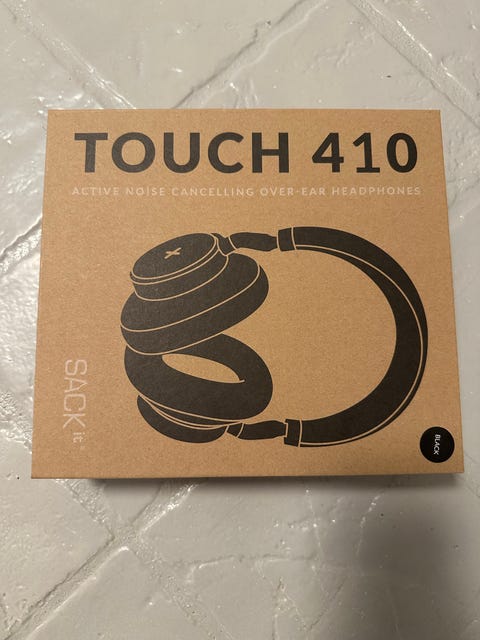 TOUCH 410
ACTIVE NOISE CANCELLING OVER-EAR HEADPHONES
SACK it
BLACK